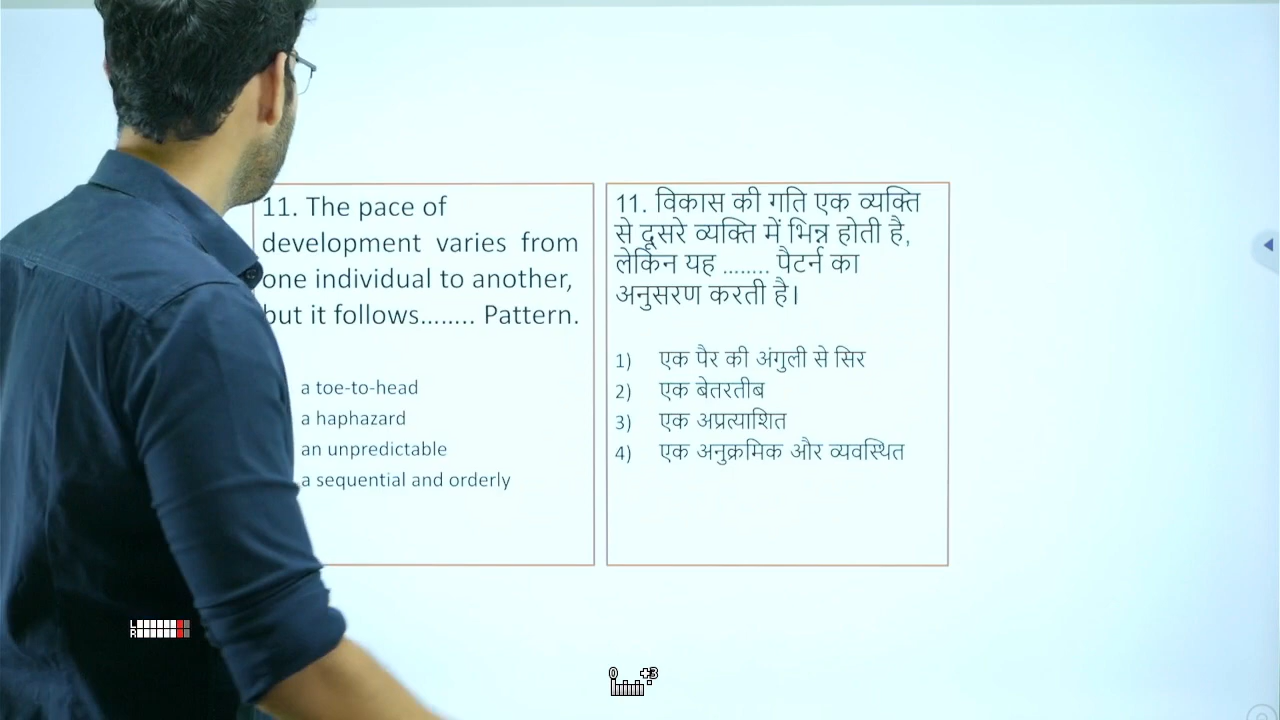 11. The pace of
development varies from
one individual to another,
but it follows........ Pattern.
a toe-to-head
a haphazard
an unpredictable
a sequential and orderly
11. विकास की गति एक व्यक्ति
से दूसरे व्यक्ति में भिन्न होती है,
लेकिन यह ........ पैटर्न का
अनुसरण करती है।
1) एक पैर की अंगुली से सिर
2) एक बेतरतीब
3) एक अप्रत्याशित
4) एक अनुक्रमिक और व्यवस्थित
L
R
0 +3